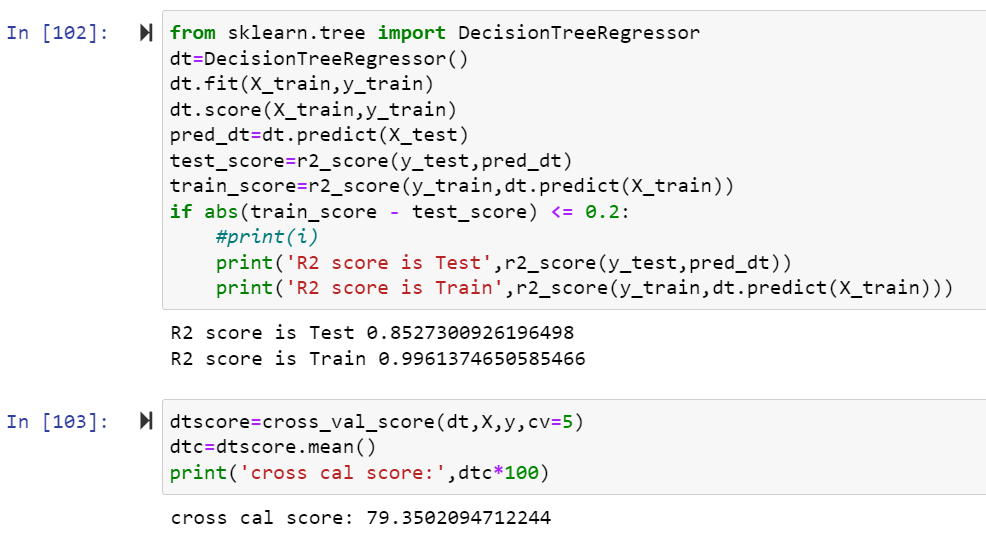 In [102]:
from sklearn.tree import DecisionTreeRegressor
dt=DecisionTreeRegressor()
dt.fit(X_train,y_train)
dt.score(X_train,y_train)
pred_dt=dt.predict(X_test)
test_score=r2_score(y_test,pred_dt)
train_score=r2_score(y_train,dt.predict(X_train))
if abs(train_score - test_score) <= 0.2:
    #print(i)
    print('R2 score is Test',r2_score(y_test,pred_dt))
    print('R2 score is Train',r2_score(y_train,dt.predict(X_train)))
R2 score is Test 0.8527300926196498
R2 score is Train 0.9961374650585466
In [103]:
dtscore=cross_val_score(dt,X,y,cv=5)
dtc=dtscore.mean()
print('cross cal score:',dtc*100)
cross cal score: 79.3502094712244